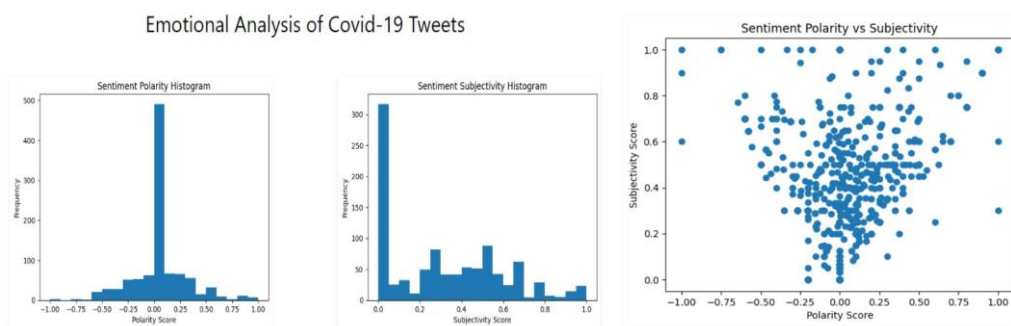 Emotional Analysis of Covid-19 Tweets
Sentiment Polarity Histogram
Frequency
500
400
300
200
100
0
-1.00 -0.75 -0.50 -0.25 0.00 0.25 0.50 0.75 1.00
Polarity Score
Sentiment Subjectivity Histogram
Frequency
300
250
200
150
100
50
0
0.0 0.2 0.4 0.6 0.8 1.0
Subjectivity Score
Sentiment Polarity vs Subjectivity
Subjectivity Score
1.0
0.8
0.6
0.4
0.2
0.0
−1.00 −0.75 −0.50 −0.25 0.00 0.25 0.50 0.75 1.00
Polarity Score